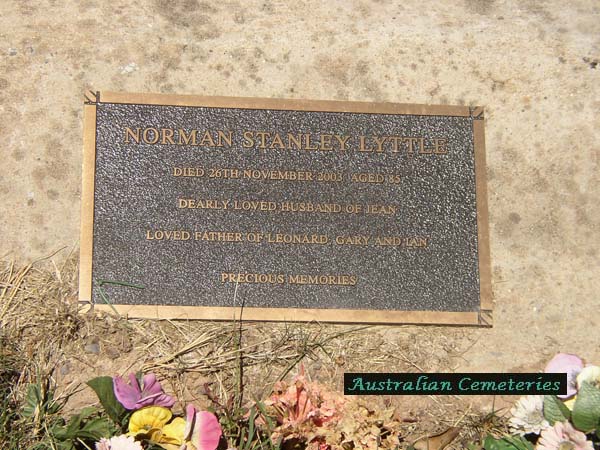 NORMAN STANLEY LYTTLE
DIED 26TH NOVEMBER 2003 AGED 85
DEARLY LOVED HUSBAND OF JEAN
LOVED FATHER OF LEONARD, GARY AND IAN
PRECIOUS MEMORIES
Australian Cemeteries